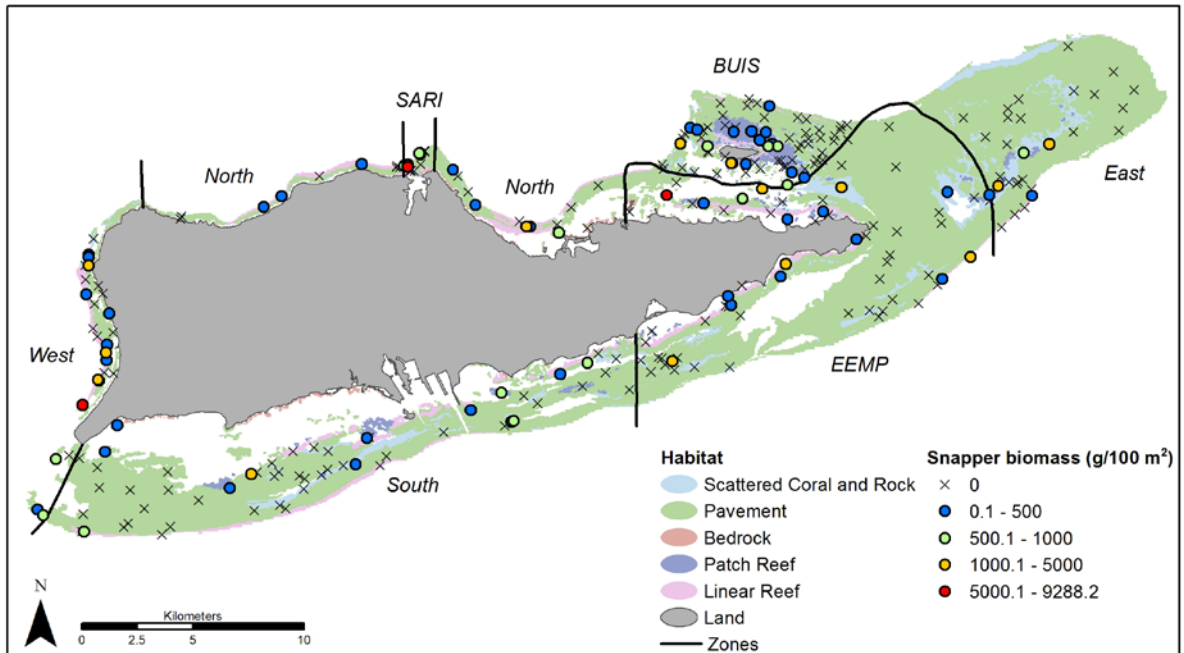 BUIS
SARI
North
North
East
West
EEMP
South
Habitat
Scattered Coral and Rock
Pavement
Bedrock
Patch Reef
Linear Reef
Land
Zones
Snapper biomass (g/100 m²)
0
0.1 - 500
500.1 - 1000
1000.1 - 5000
5000.1 - 9288.2
N
Kilometers
0 2.5 5 10